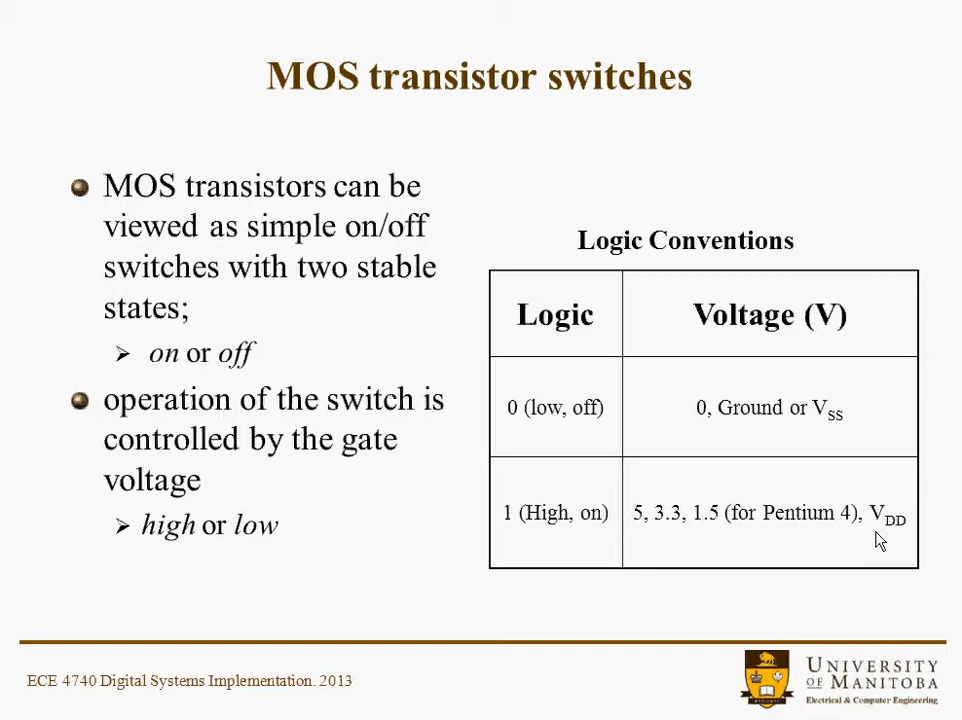 MOS transistor switches
MOS transistors can be
viewed as simple on/off
switches with two stable
states;
on or off
operation of the switch is
controlled by the gate
voltage
high or low
Logic Conventions
Logic Voltage (V)
0 (low, off) 0, Ground or VSS
1 (High, on) 5, 3.3, 1.5 (for Pentium 4), VDD
ECE 4740 Digital Systems Implementation. 2013
UNIVERSITY
OF MANITOBA
Electrical & Computer Engineering